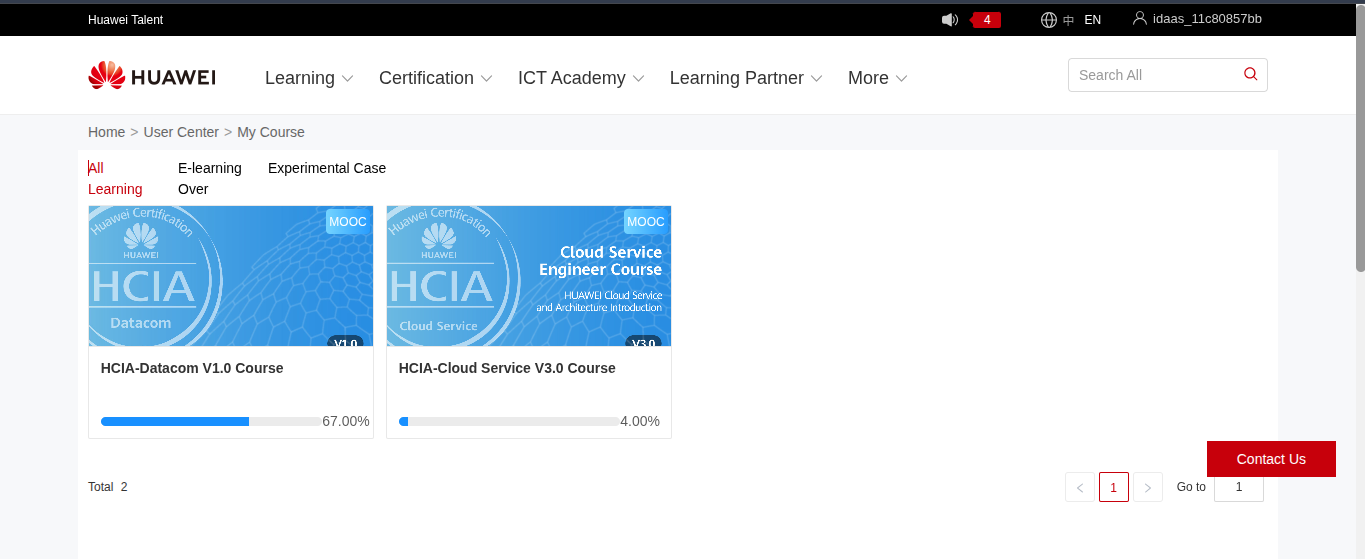 Huawei Talent
4
中 EN
idaas_11c80857bb
HUAWEI
Learning
Certification
ICT Academy
Learning Partner
More
Search All
Home > User Center > My Course
All
Learning
E-learning
Over
Experimental Case
Huawei Certification
HUAWEI
HCIA
Datacom
MOOC
V1.0
HCIA-Datacom V1.0 Course
67.00%
Huawei Certification
HUAWEI
HCIA
Cloud Service
MOOC
Cloud Service
Engineer Course
HUAWEI Cloud Service
and Architecture Introduction
V3.0
HCIA-Cloud Service V3.0 Course
4.00%
Contact Us
Total 2
< 1 > Go to 1